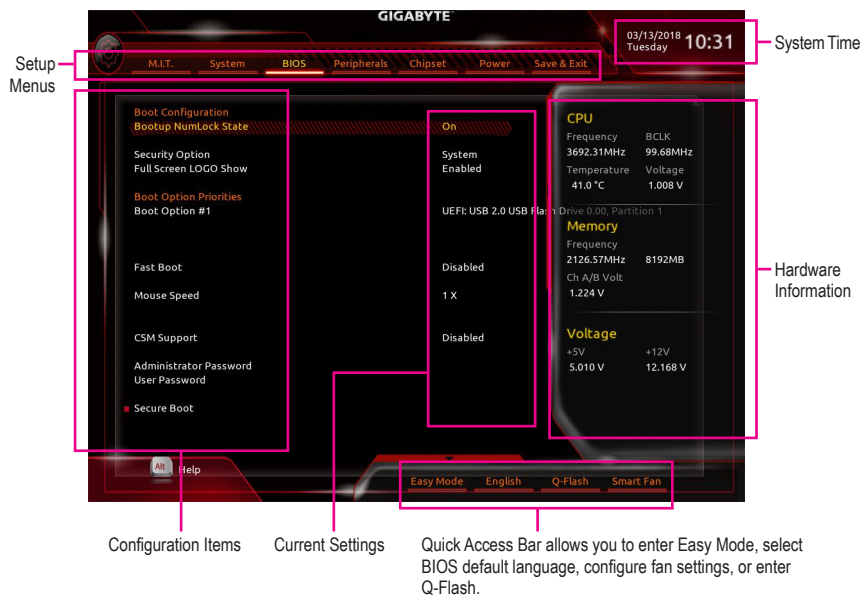 GIGABYTE™
03/13/2018
Tuesday
10:31
System Time
Setup
Menus
M.I.T. System BIOS Peripherals Chipset Power Save & Exit
Boot Configuration
Bootup NumLock State On
Security Option System
Full Screen LOGO Show Enabled
Boot Option Priorities
Boot Option #1 UEFI: USB 2.0 USB Flash Drive 0.00, Partition 1
Fast Boot Disabled
Mouse Speed 1 X
CSM Support Disabled
Administrator Password
User Password
Secure Boot
CPU
Frequency BCLK
3692.31MHz 99.68MHz
Temperature Voltage
41.0 °C 1.008 V
Memory
Frequency
2126.57MHz 8192MB
Ch A/B Volt
1.224 V
Voltage
+5V +12V
5.010 V 12.168 V
Hardware
Information
Alt Help
Easy Mode English Q-Flash Smart Fan
Configuration Items
Current Settings
Quick Access Bar allows you to enter Easy Mode, select
BIOS default language, configure fan settings, or enter
Q-Flash.